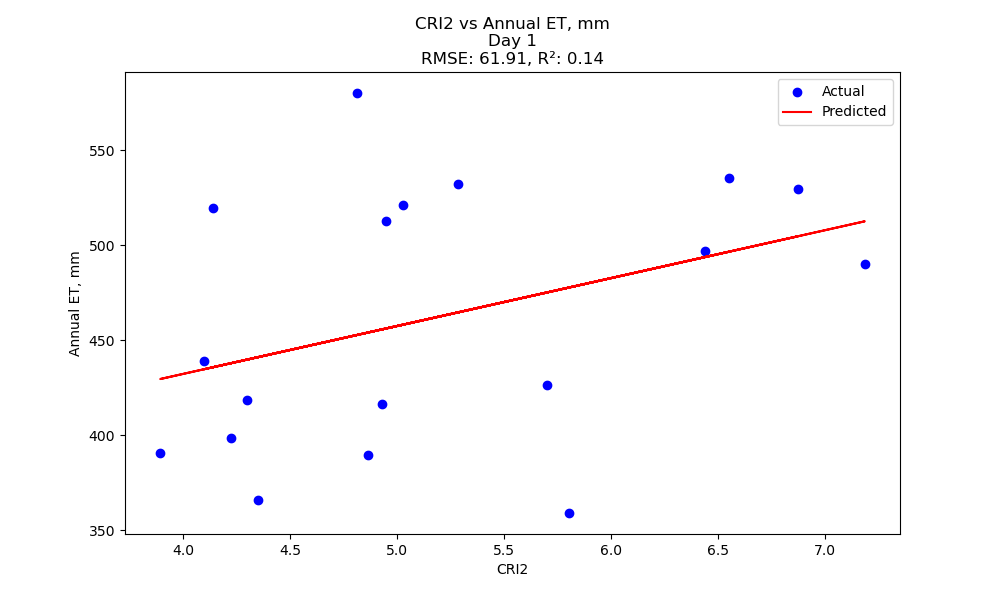 CRI2 vs Annual ET, mm
Day 1
RMSE: 61.91, R²: 0.14
Actual
Predicted
Annual ET, mm
550
500
450
400
350
4.0 4.5 5.0 5.5 6.0 6.5 7.0
CRI2